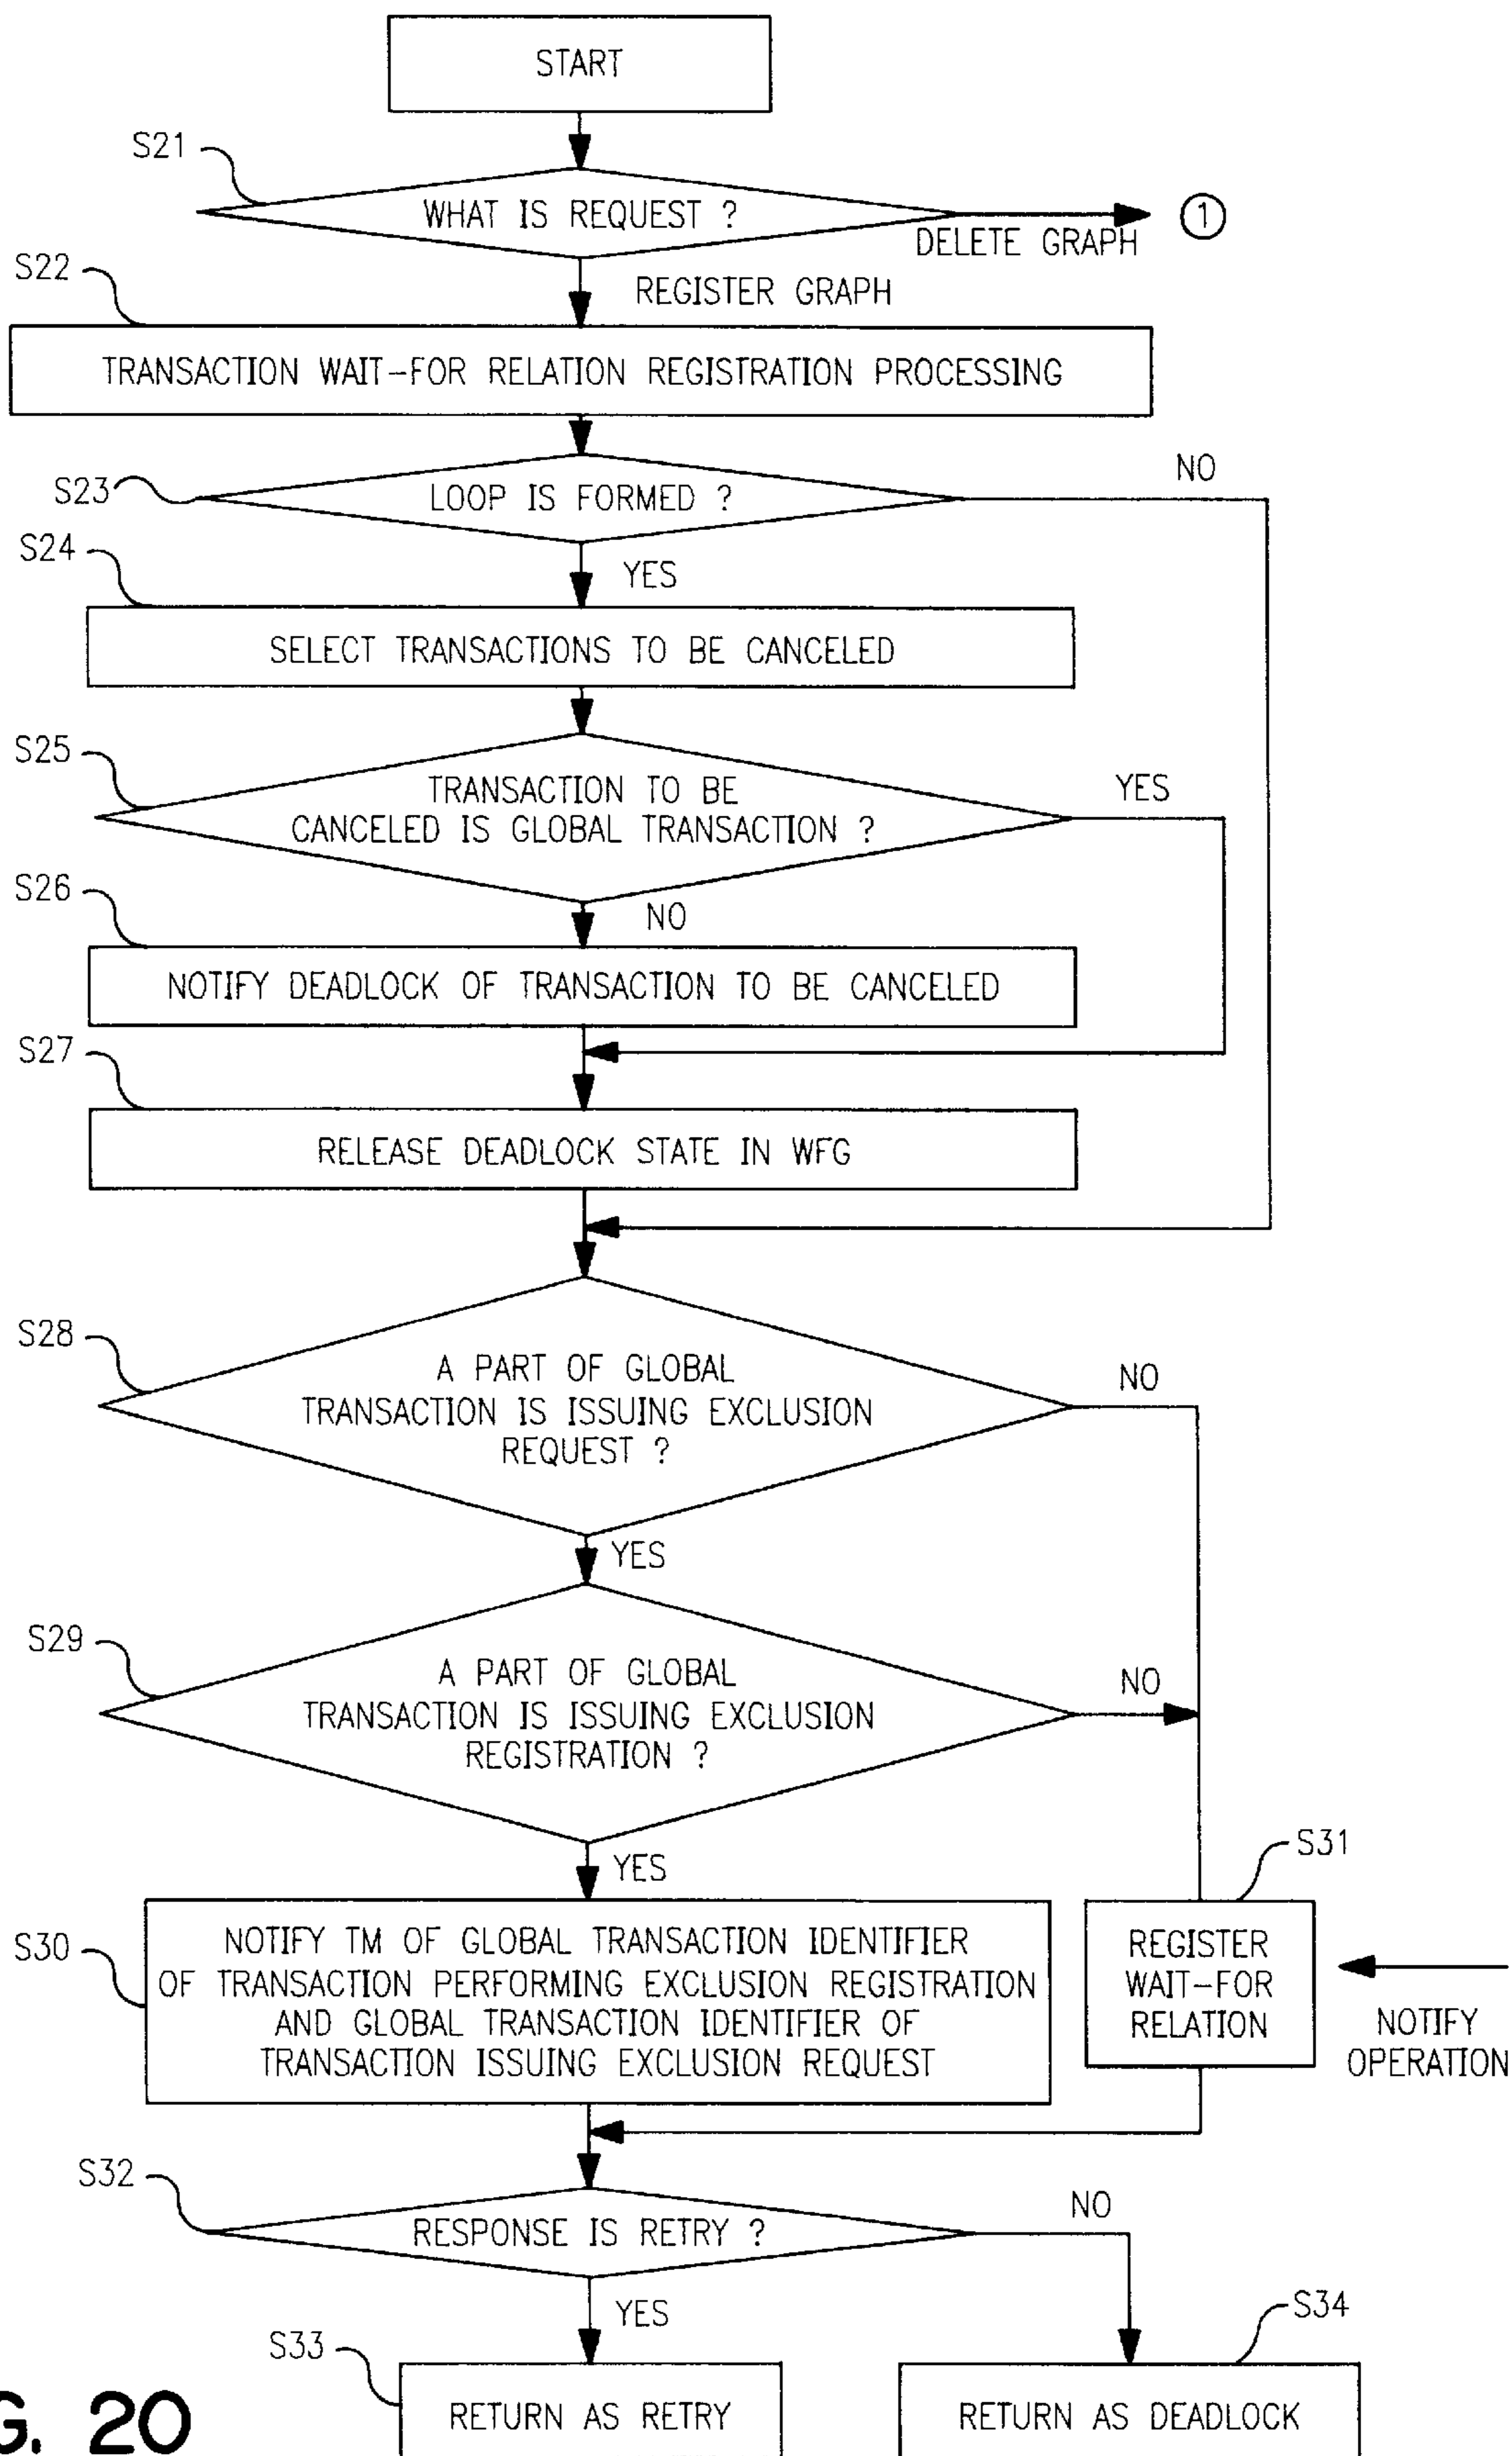 START
S21
WHAT IS REQUEST ?
1
DELETE GRAPH
S22
REGISTER GRAPH
TRANSACTION WAIT-FOR RELATION REGISTRATION PROCESSING
S23
LOOP IS FORMED ?
NO
S24
YES
SELECT TRANSACTIONS TO BE CANCELED
S25
TRANSACTION TO BE
CANCELED IS GLOBAL TRANSACTION ?
YES
S26
NO
NOTIFY DEADLOCK OF TRANSACTION TO BE CANCELED
S27
RELEASE DEADLOCK STATE IN WFG
S28
A PART OF GLOBAL
TRANSACTION IS ISSUING EXCLUSION
REQUEST ?
NO
YES
S29
A PART OF GLOBAL
TRANSACTION IS ISSUING EXCLUSION
REGISTRATION ?
NO
YES
S31
S30
NOTIFY TM OF GLOBAL TRANSACTION IDENTIFIER
OF TRANSACTION PERFORMING EXCLUSION REGISTRATION
AND GLOBAL TRANSACTION IDENTIFIER OF
TRANSACTION ISSUING EXCLUSION REQUEST
REGISTER
WAIT-FOR
RELATION
NOTIFY
OPERATION
S32
RESPONSE IS RETRY ?
NO
YES
S34
S33
RETURN AS RETRY
RETURN AS DEADLOCK
G. 20